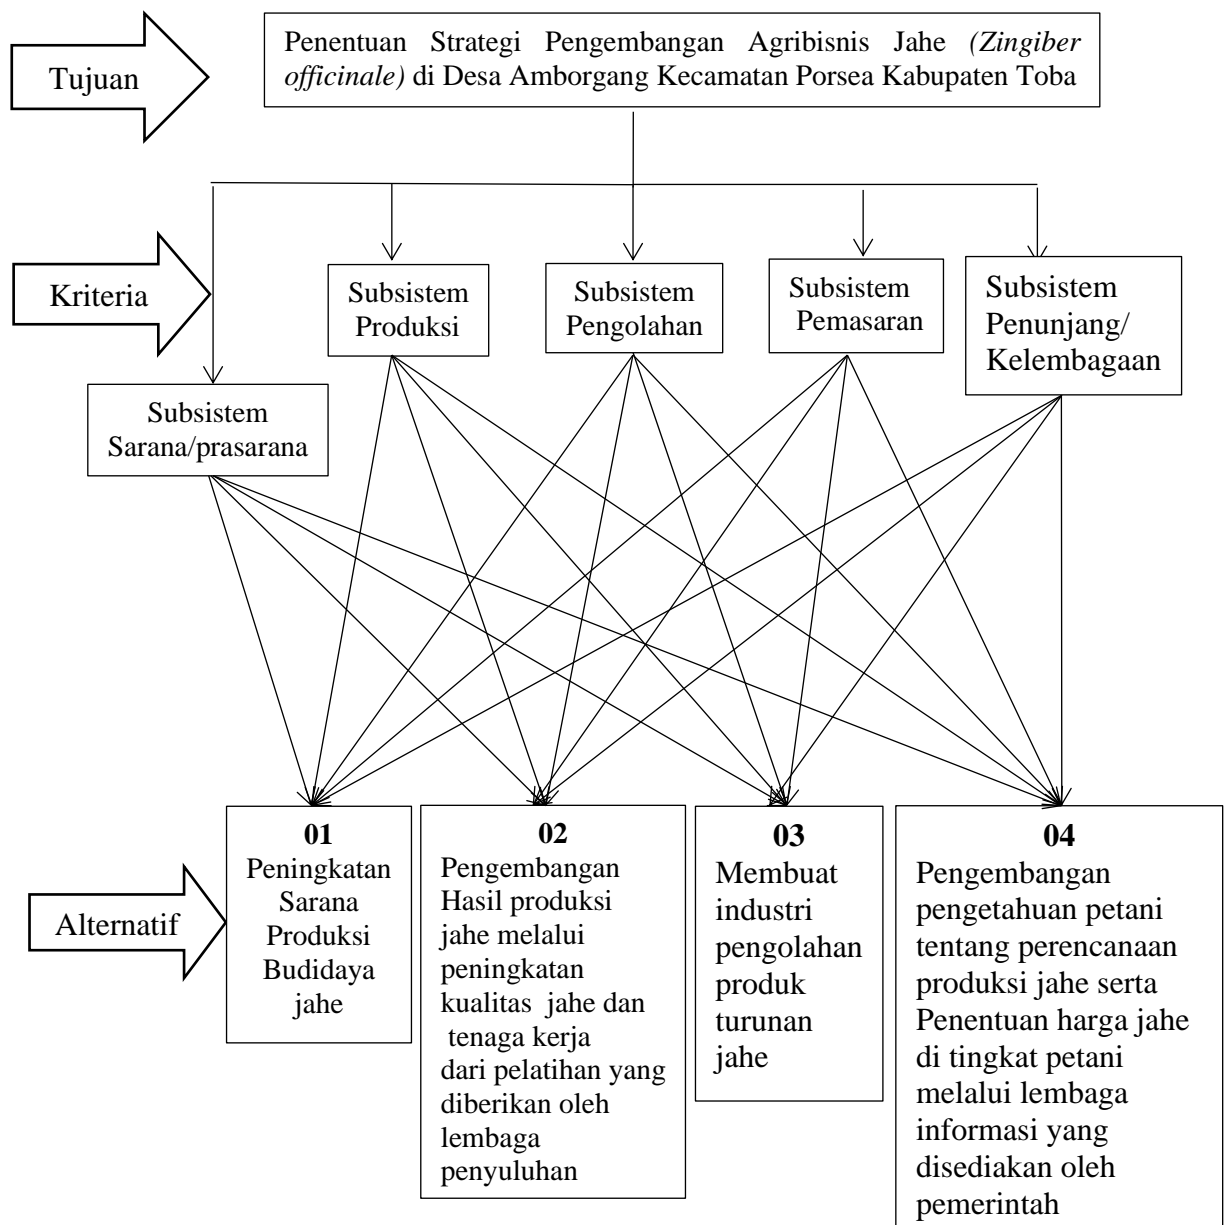 Tujuan
Penentuan Strategi Pengembangan Agribisnis Jahe (Zingiber
officinale) di Desa Amborgang Kecamatan Porsea Kabupaten Toba
Kriteria
Subsistem
Sarana/prasarana
Subsistem
Produksi
Subsistem
Pengolahan
Subsistem
Pemasaran
Subsistem
Penunjang/
Kelembagaan
Alternatif
01
Peningkatan
Sarana
Produksi
Budidaya
jahe
02
Pengembangan
Hasil produksi
jahe melalui
peningkatan
kualitas jahe dan
tenaga kerja
dari pelatihan yang
diberikan oleh
lembaga
penyuluhan
03
Membuat
industri
pengolahan
produk
turunan
jahe
04
Pengembangan
pengetahuan petani
tentang perencanaan
produksi jahe serta
Penentuan harga jahe
di tingkat petani
melalui lembaga
informasi yang
disediakan oleh
pemerintah